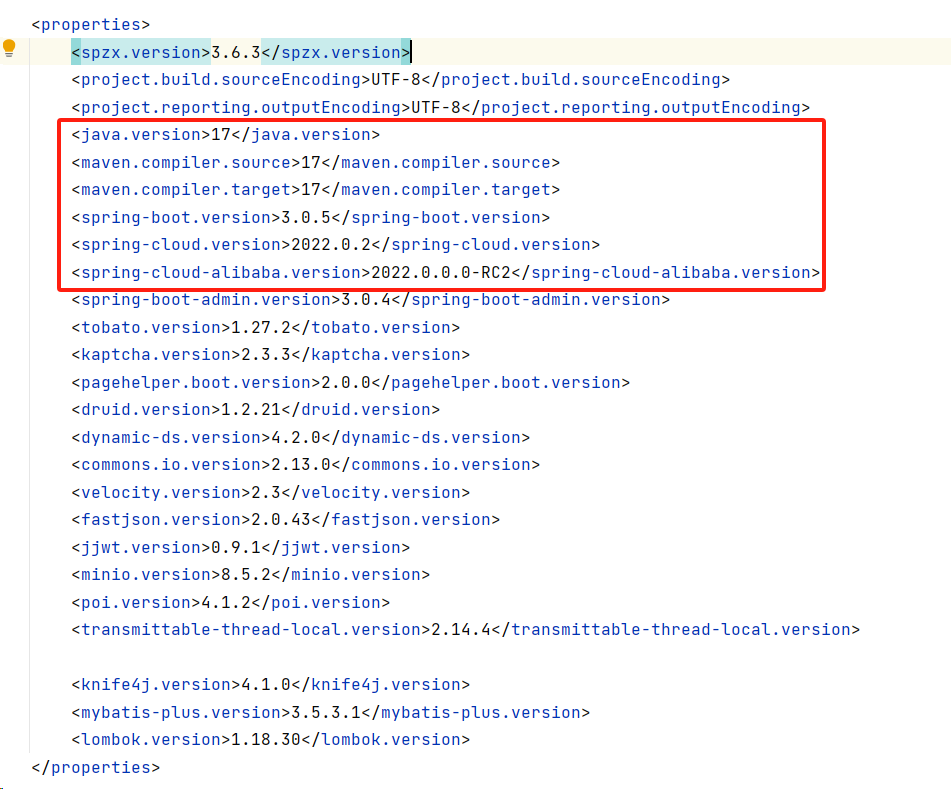 <properties>
<spzx.version>3.6.3</spzx.version>
<project.build.sourceEncoding>UTF-8</project.build.sourceEncoding>
<project.reporting.outputEncoding>UTF-8</project.reporting.outputEncoding>
<java.version>17</java.version>
<maven.compiler.source>17</maven.compiler.source>
<maven.compiler.target>17</maven.compiler.target>
<spring-boot.version>3.0.5</spring-boot.version>
<spring-cloud.version>2022.0.2</spring-cloud.version>
<spring-cloud-alibaba.version>2022.0.0.0-RC2</spring-cloud-alibaba.version>
<spring-boot-admin.version>3.0.4</spring-boot-admin.version>
<tobato.version>1.27.2</tobato.version>
<kaptcha.version>2.3.3</kaptcha.version>
<pagehelper.boot.version>2.0.0</pagehelper.boot.version>
<druid.version>1.2.21</druid.version>
<dynamic-ds.version>4.2.0</dynamic-ds.version>
<commons.io.version>2.13.0</commons.io.version>
<velocity.version>2.3</velocity.version>
<fastjson.version>2.0.43</fastjson.version>
<jjwt.version>0.9.1</jjwt.version>
<minio.version>8.5.2</minio.version>
<poi.version>4.1.2</poi.version>
<transmittable-thread-local.version>2.14.4</transmittable-thread-local.version>
<knife4j.version>4.1.0</knife4j.version>
<mybatis-plus.version>3.5.3.1</mybatis-plus.version>
<lombok.version>1.18.30</lombok.version>
</properties>